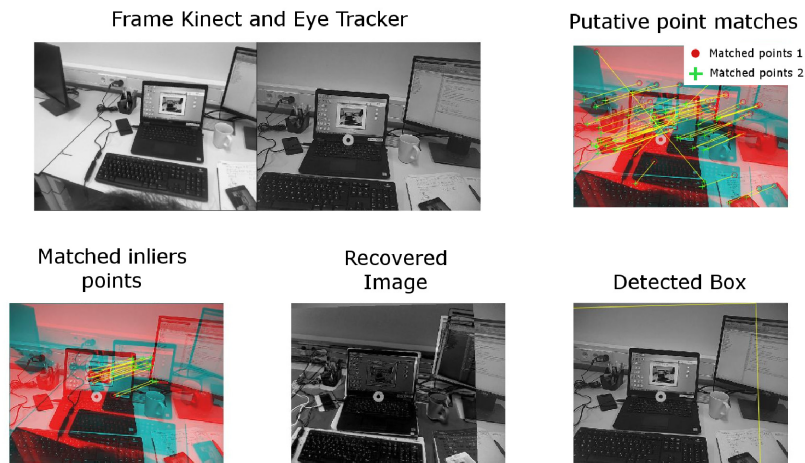 Frame Kinect and Eye Tracker
Putative point matches
Matched points 1
Matched points 2
Matched inliers
points
Recovered
Image
Detected Box